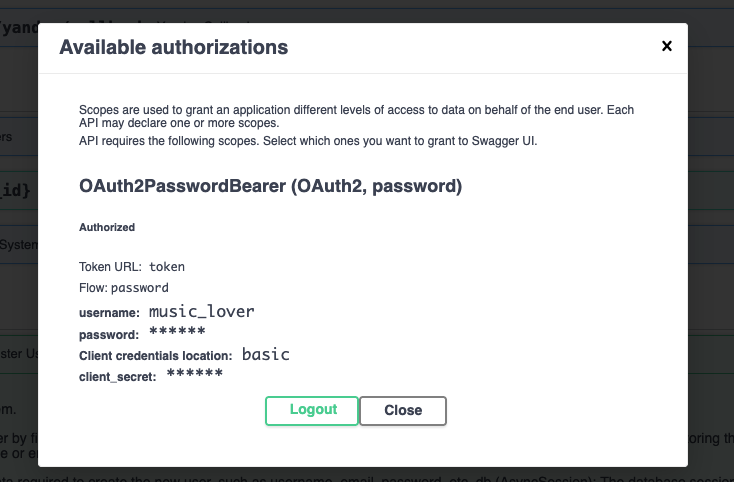 Available authorizations
Scopes are used to grant an application different levels of access to data on behalf of the end user. Each
API may declare one or more scopes.
API requires the following scopes. Select which ones you want to grant to Swagger UI.
OAuth2PasswordBearer (OAuth2, password)
Authorized
Token URL: token
Flow: password
username: music_lover
password: ******
Client credentials location: basic
client_secret: ******
Logout
Close
_id}
System